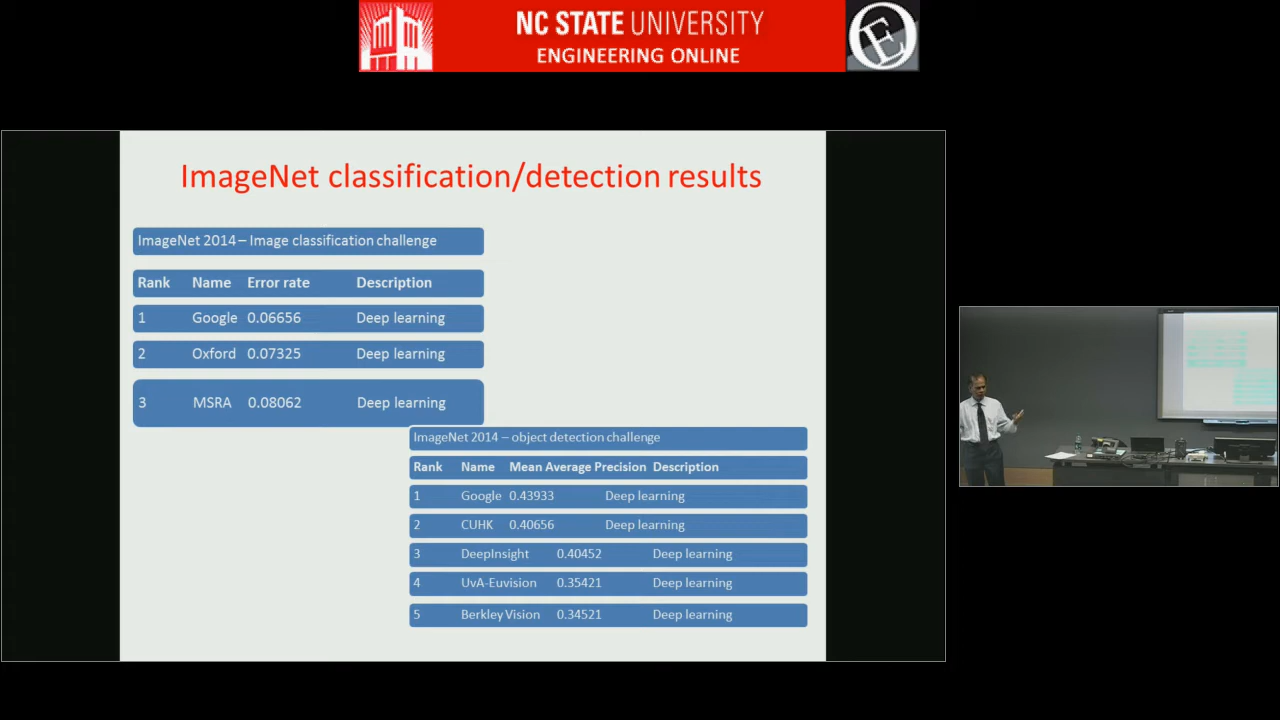 NC STATE UNIVERSITY
ENGINEERING ONLINE
E
ImageNet classification/detection results
ImageNet 2014 – Image classification challenge
Rank Name Error rate Description
1 Google 0.06656 Deep learning
2 Oxford 0.07325 Deep learning
3 MSRA 0.08062 Deep learning
ImageNet 2014 – object detection challenge
Rank Name Mean Average Precision Description
1 Google 0.43933 Deep learning
2 CUHK 0.40656 Deep learning
3 DeepInsight 0.40452 Deep learning
4 UvA-Euvision 0.35421 Deep learning
5 Berkley Vision 0.34521 Deep learning